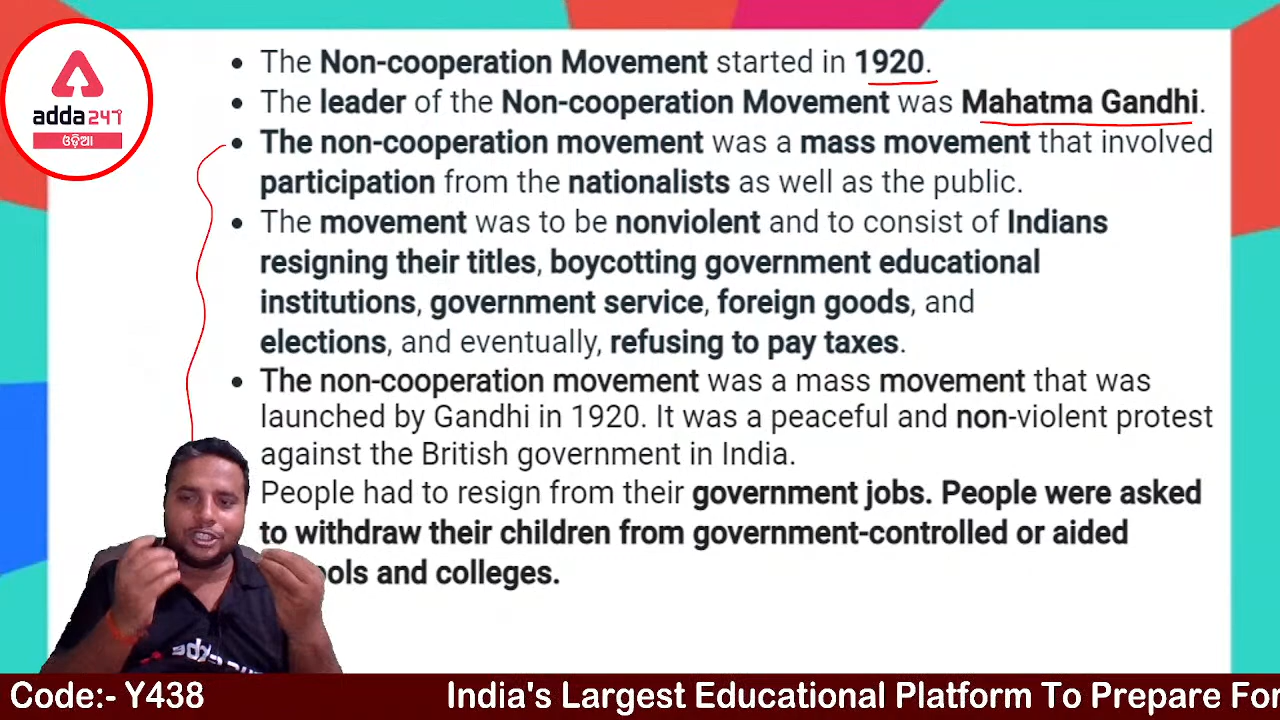 adda247
ଓଡ଼ିଆ
The Non-cooperation Movement started in 1920.
The leader of the Non-cooperation Movement was Mahatma Gandhi.
The non-cooperation movement was a mass movement that involved
participation from the nationalists as well as the public.
The movement was to be nonviolent and to consist of Indians
resigning their titles, boycotting government educational
institutions, government service, foreign goods, and
elections, and eventually, refusing to pay taxes.
The non-cooperation movement was a mass movement that was
launched by Gandhi in 1920. It was a peaceful and non-violent protest
against the British government in India.
People had to resign from their government jobs. People were asked
to withdraw their children from government-controlled or aided
and colleges.
Code:- Y438
India's Largest Educational Platform To Prepare For